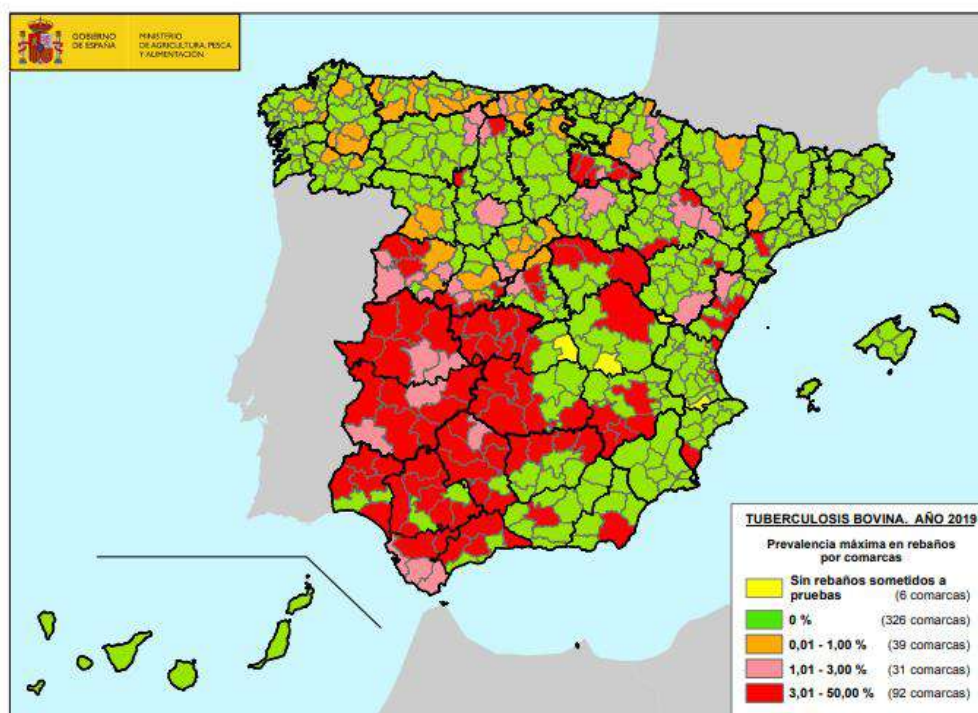 GOBIERNO
DE ESPAÑA
MINISTERIO
DE AGRICULTURA, PESCA
Y ALIMENTACIÓN
TUBERCULOSIS BOVINA. AÑO 2019
Prevalencia máxima en rebaños
por comarcas
Sin rebaños sometidos a
pruebas (6 comarcas)
0 % (326 comarcas)
0,01 - 1,00 % (39 comarcas)
1,01 - 3,00 % (31 comarcas)
3,01 - 50,00 % (92 comarcas)